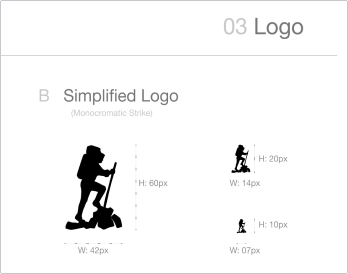 03 Logo
B Simplified Logo
(Monocromatic Strike)
H: 60px
W: 42px
H: 20px
W: 14px
H: 10px
W: 07px